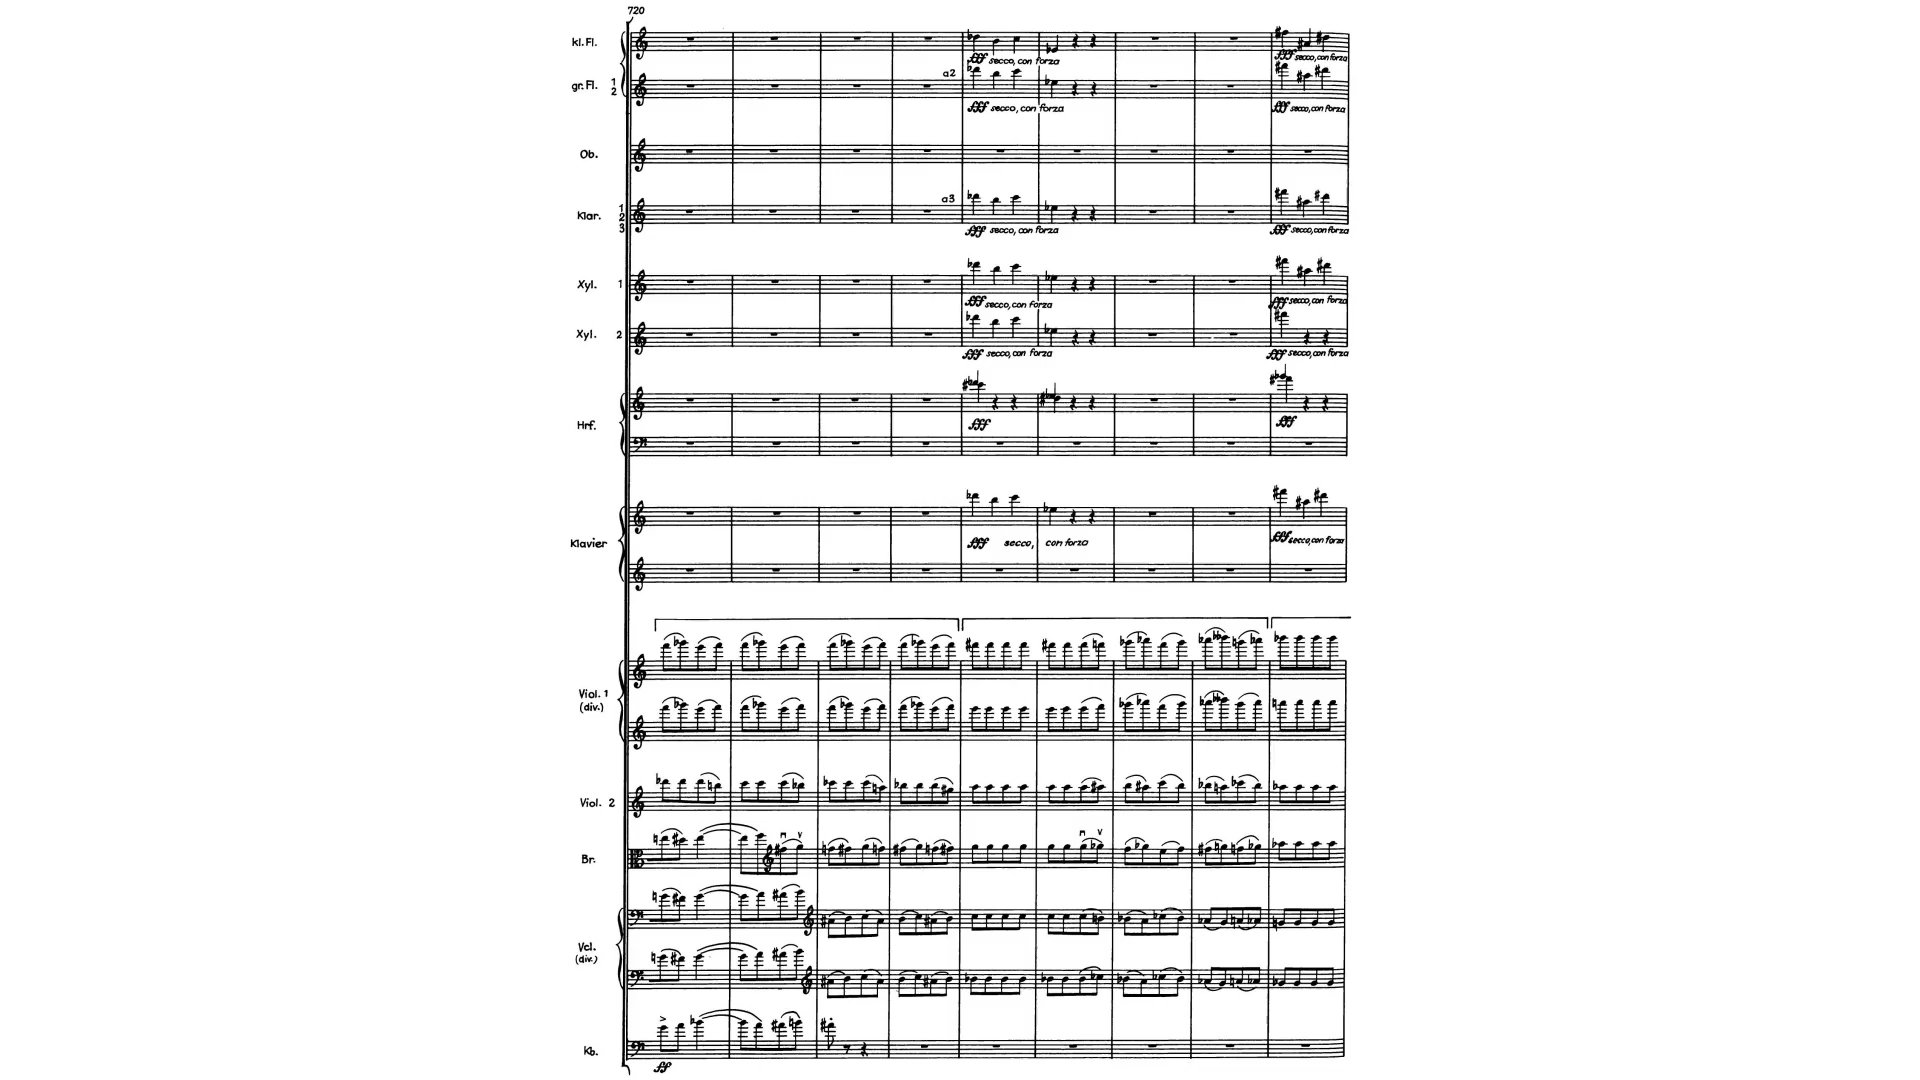 720
kl. Fl.
gr. Fl. 1 2
a2
fff secco, con forza
fff secco, con forza
fff secco, con forza
fff secco, con forza
Ob.
Klar. 1 2 3
a3
fff secco, con forza
fff secco, con forza
Xyl. 1
fff secco, con forza
fff secco, con forza
Xyl. 2
fff secco, con forza
fff secco, con forza
Hrf.
fff
fff
Klavier
fff secco, con forza
fff secco, con forza
Viol. 1
(div.)
Viol. 2
Br.
Vcl.
(div.)
Kb.
ff